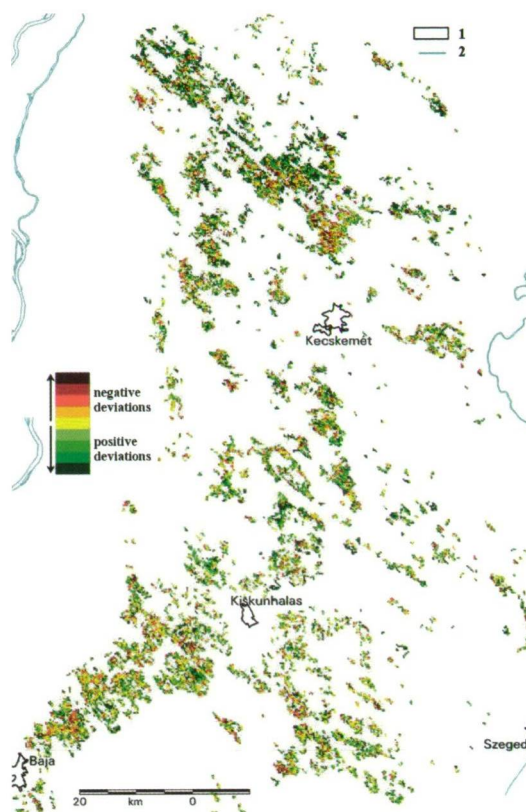 1
2
Kecskemét
negative
deviations
positive
deviations
Kiskunhalas
Szeged
Baja
20 km 0